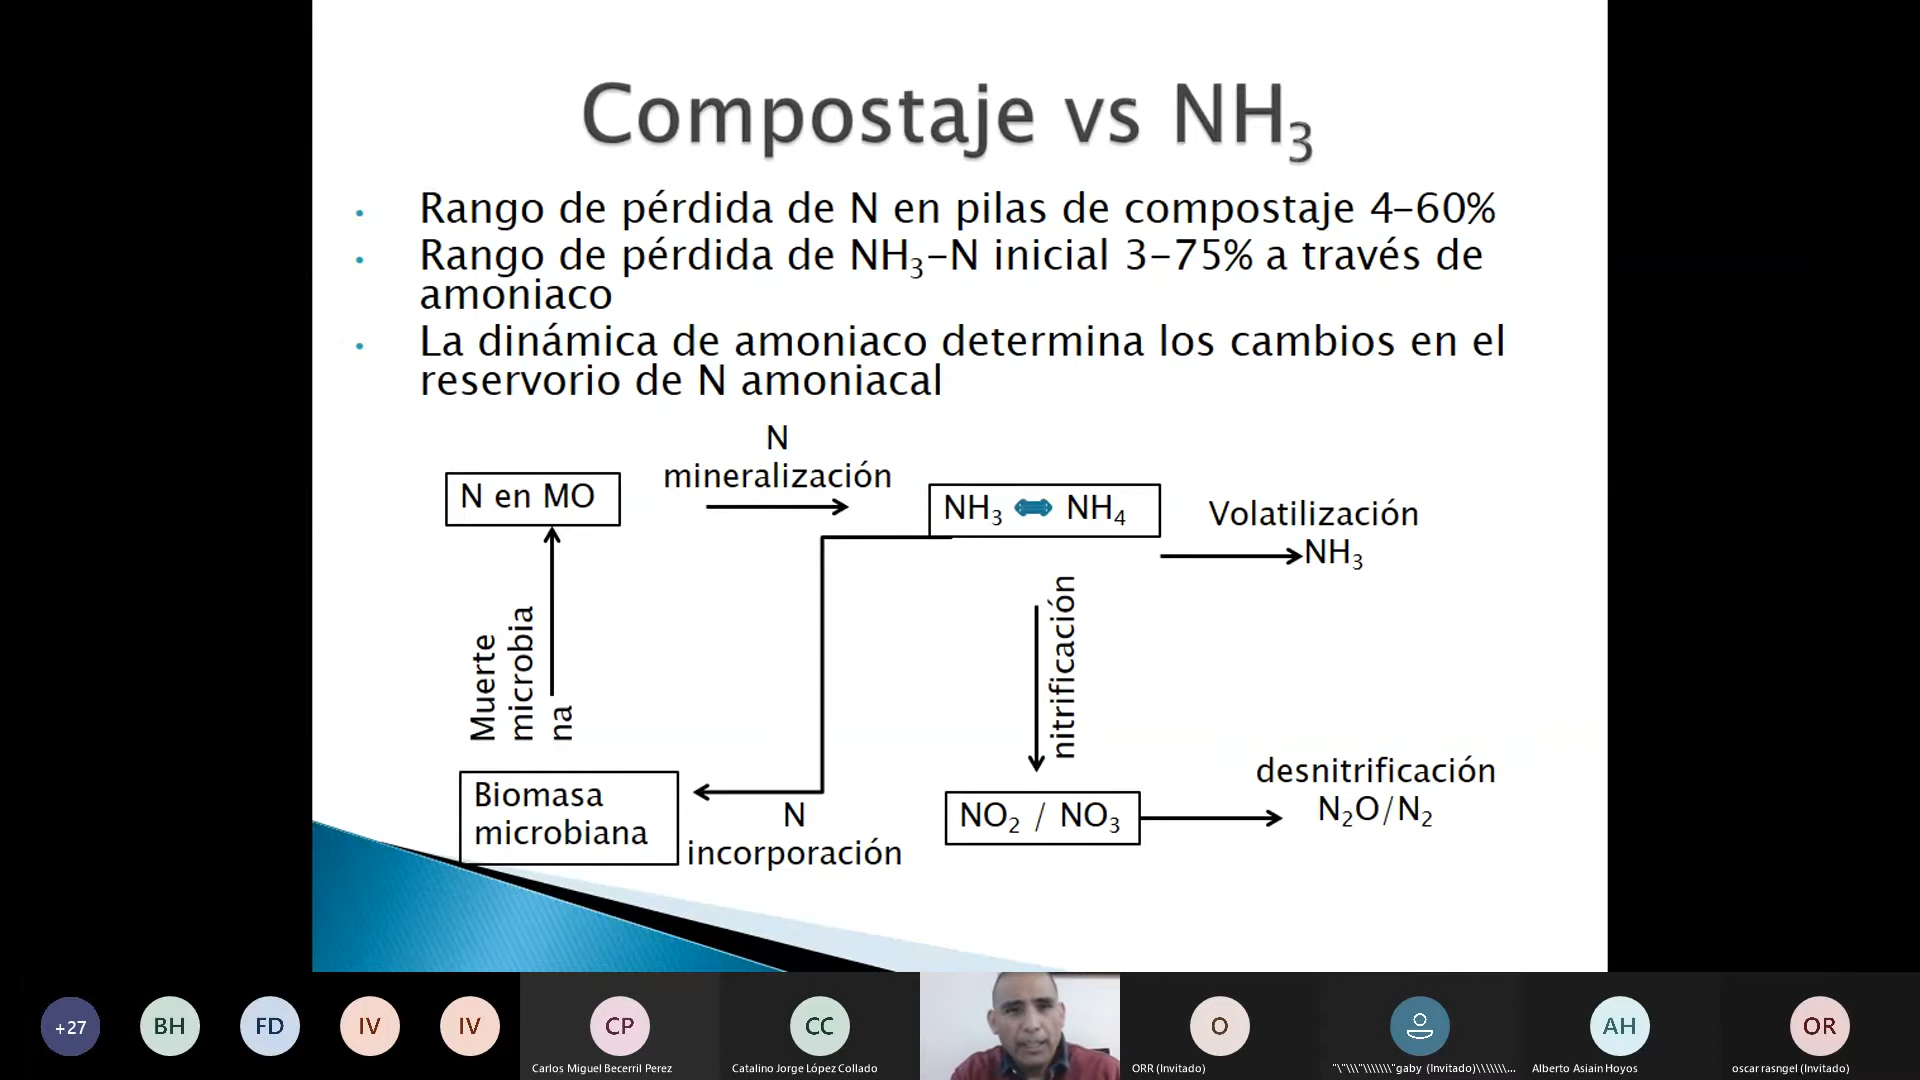 Compostaje vs NH₃
• Rango de pérdida de N en pilas de compostaje 4-60%
• Rango de pérdida de NH₃-N inicial 3-75% a través de
amoniaco
• La dinámica de amoniaco determina los cambios en el
reservorio de N amoniacal
N
mineralización
N en MO
NH₃ NH₄
Volatilización
NH₃
Muerte
microbia
na
nitrificación
Biomasa
microbiana
N
incorporación
NO₂ / NO₃
desnitrificación
N₂O/N₂
+27
BH
FD
IV
IV
CP
CC
O
AH
OR
Carlos Miguel Becerril Perez
Catalino Jorge López Collado
ORR (Invitado)
"\"\\\"\\\\\\\"gaby (Invitado)\\\\\\\...
Alberto Asiain Hoyos
oscar rasngel (Invitado)